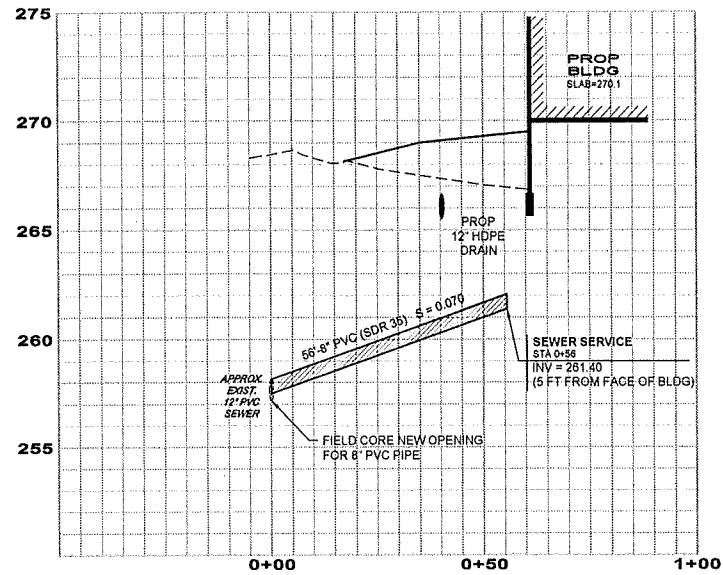 275
PROP
BLDG
SLAB=270.1
270
265
PROP
12" HDPE
DRAIN
56'-8" PVC (SDR 35) S = 0.070
260
SEWER SERVICE
STA 0+56
INV = 261.40
(5 FT FROM FACE OF BLDG)
APPROX.
EXIST.
12" PVC
SEWER
FIELD CORE NEW OPENING
FOR 8" PVC PIPE
255
0+00
0+50
1+00